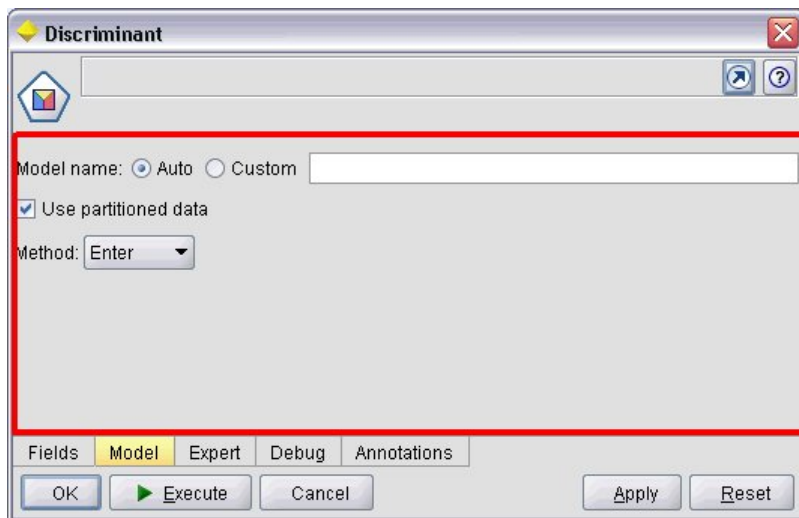 Discriminant
Model name: Auto Custom
Use partitioned data
Method: Enter
Fields Model Expert Debug Annotations
OK Execute Cancel Apply Reset